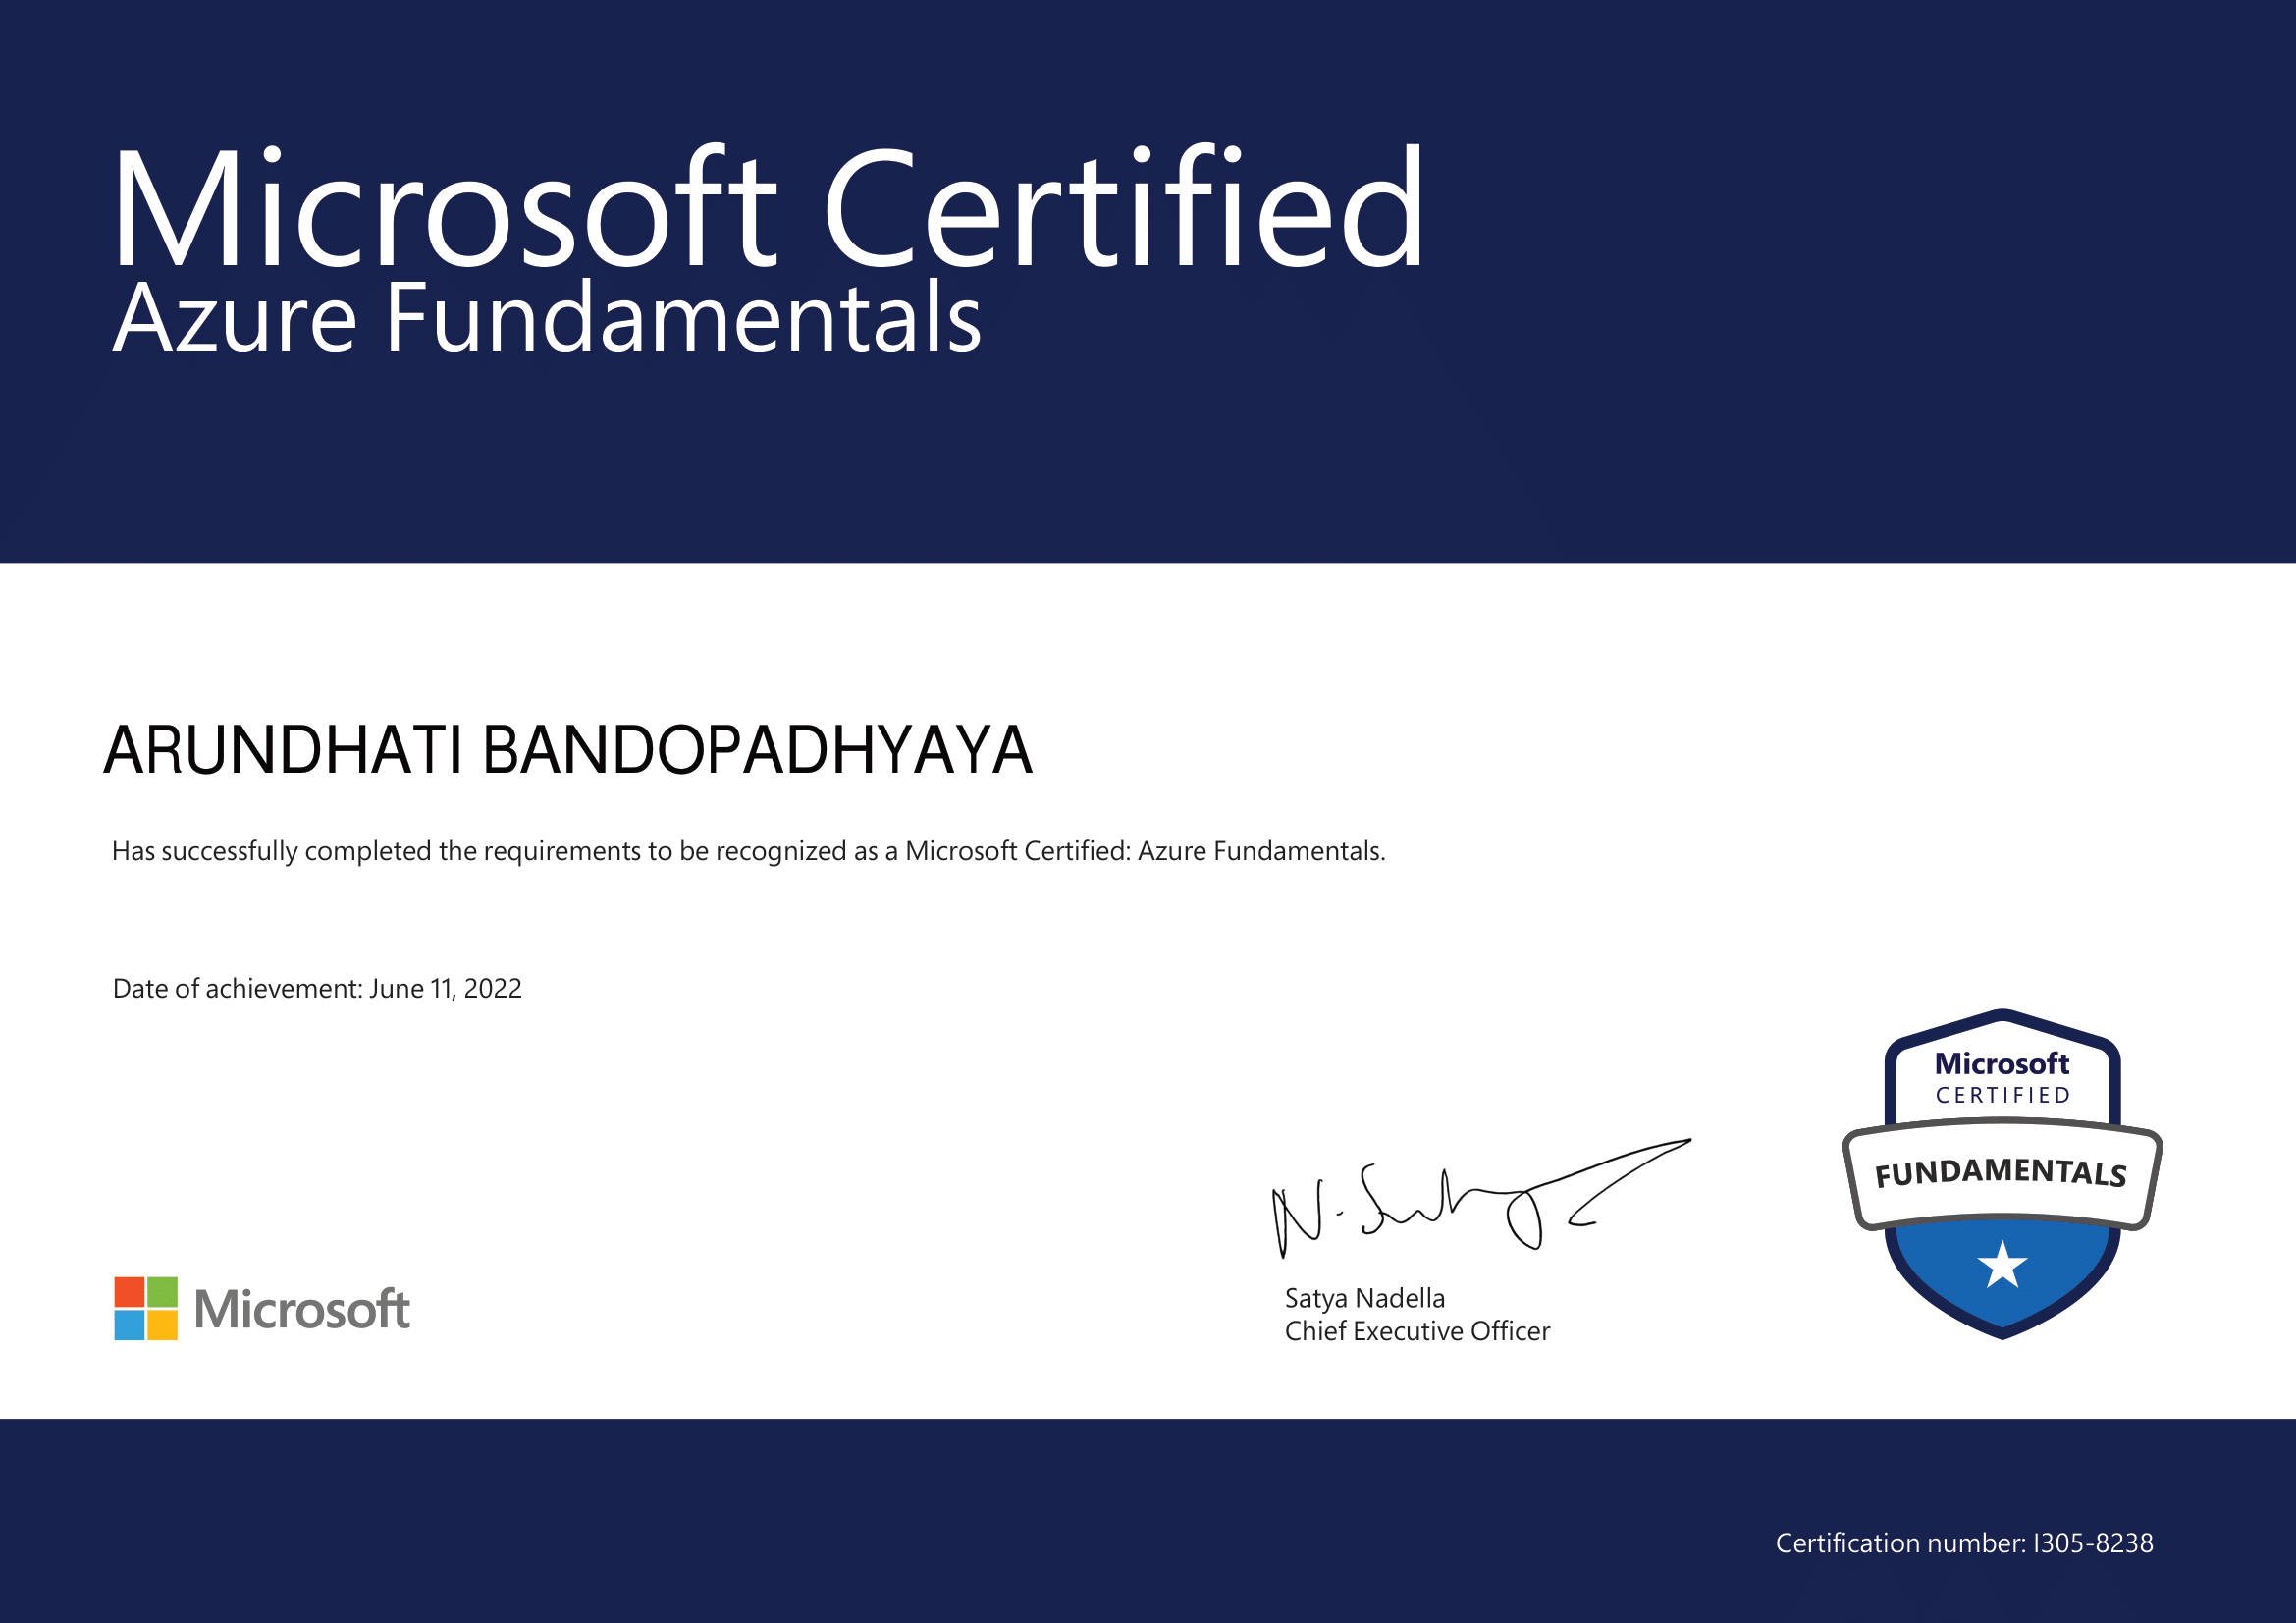 Microsoft Certified
Azure Fundamentals
ARUNDHATI BANDOPADHYAYA
Has successfully completed the requirements to be recognized as a Microsoft Certified: Azure Fundamentals.
Date of achievement: June 11, 2022
Microsoft
CERTIFIED
FUNDAMENTALS
Satya Nadella
Chief Executive Officer
Microsoft
Certification number: I305-8238